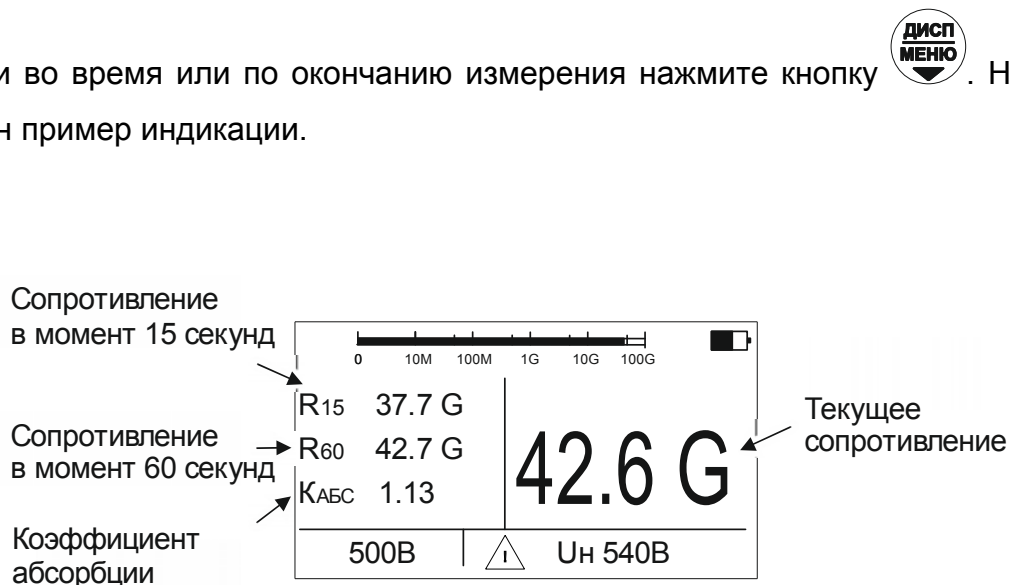 ДИСП
МЕНЮ
и во время или по окончанию измерения нажмите кнопку . Н
н пример индикации.
Сопротивление
в момент 15 секунд
0 10M 100M 1G 10G 100G
R15 37.7 G
Текущее
сопротивление
Сопротивление
в момент 60 секунд
R60 42.7 G
42.6 G
КАБС 1.13
Коэффициент
абсорбции
500В
Uн 540В